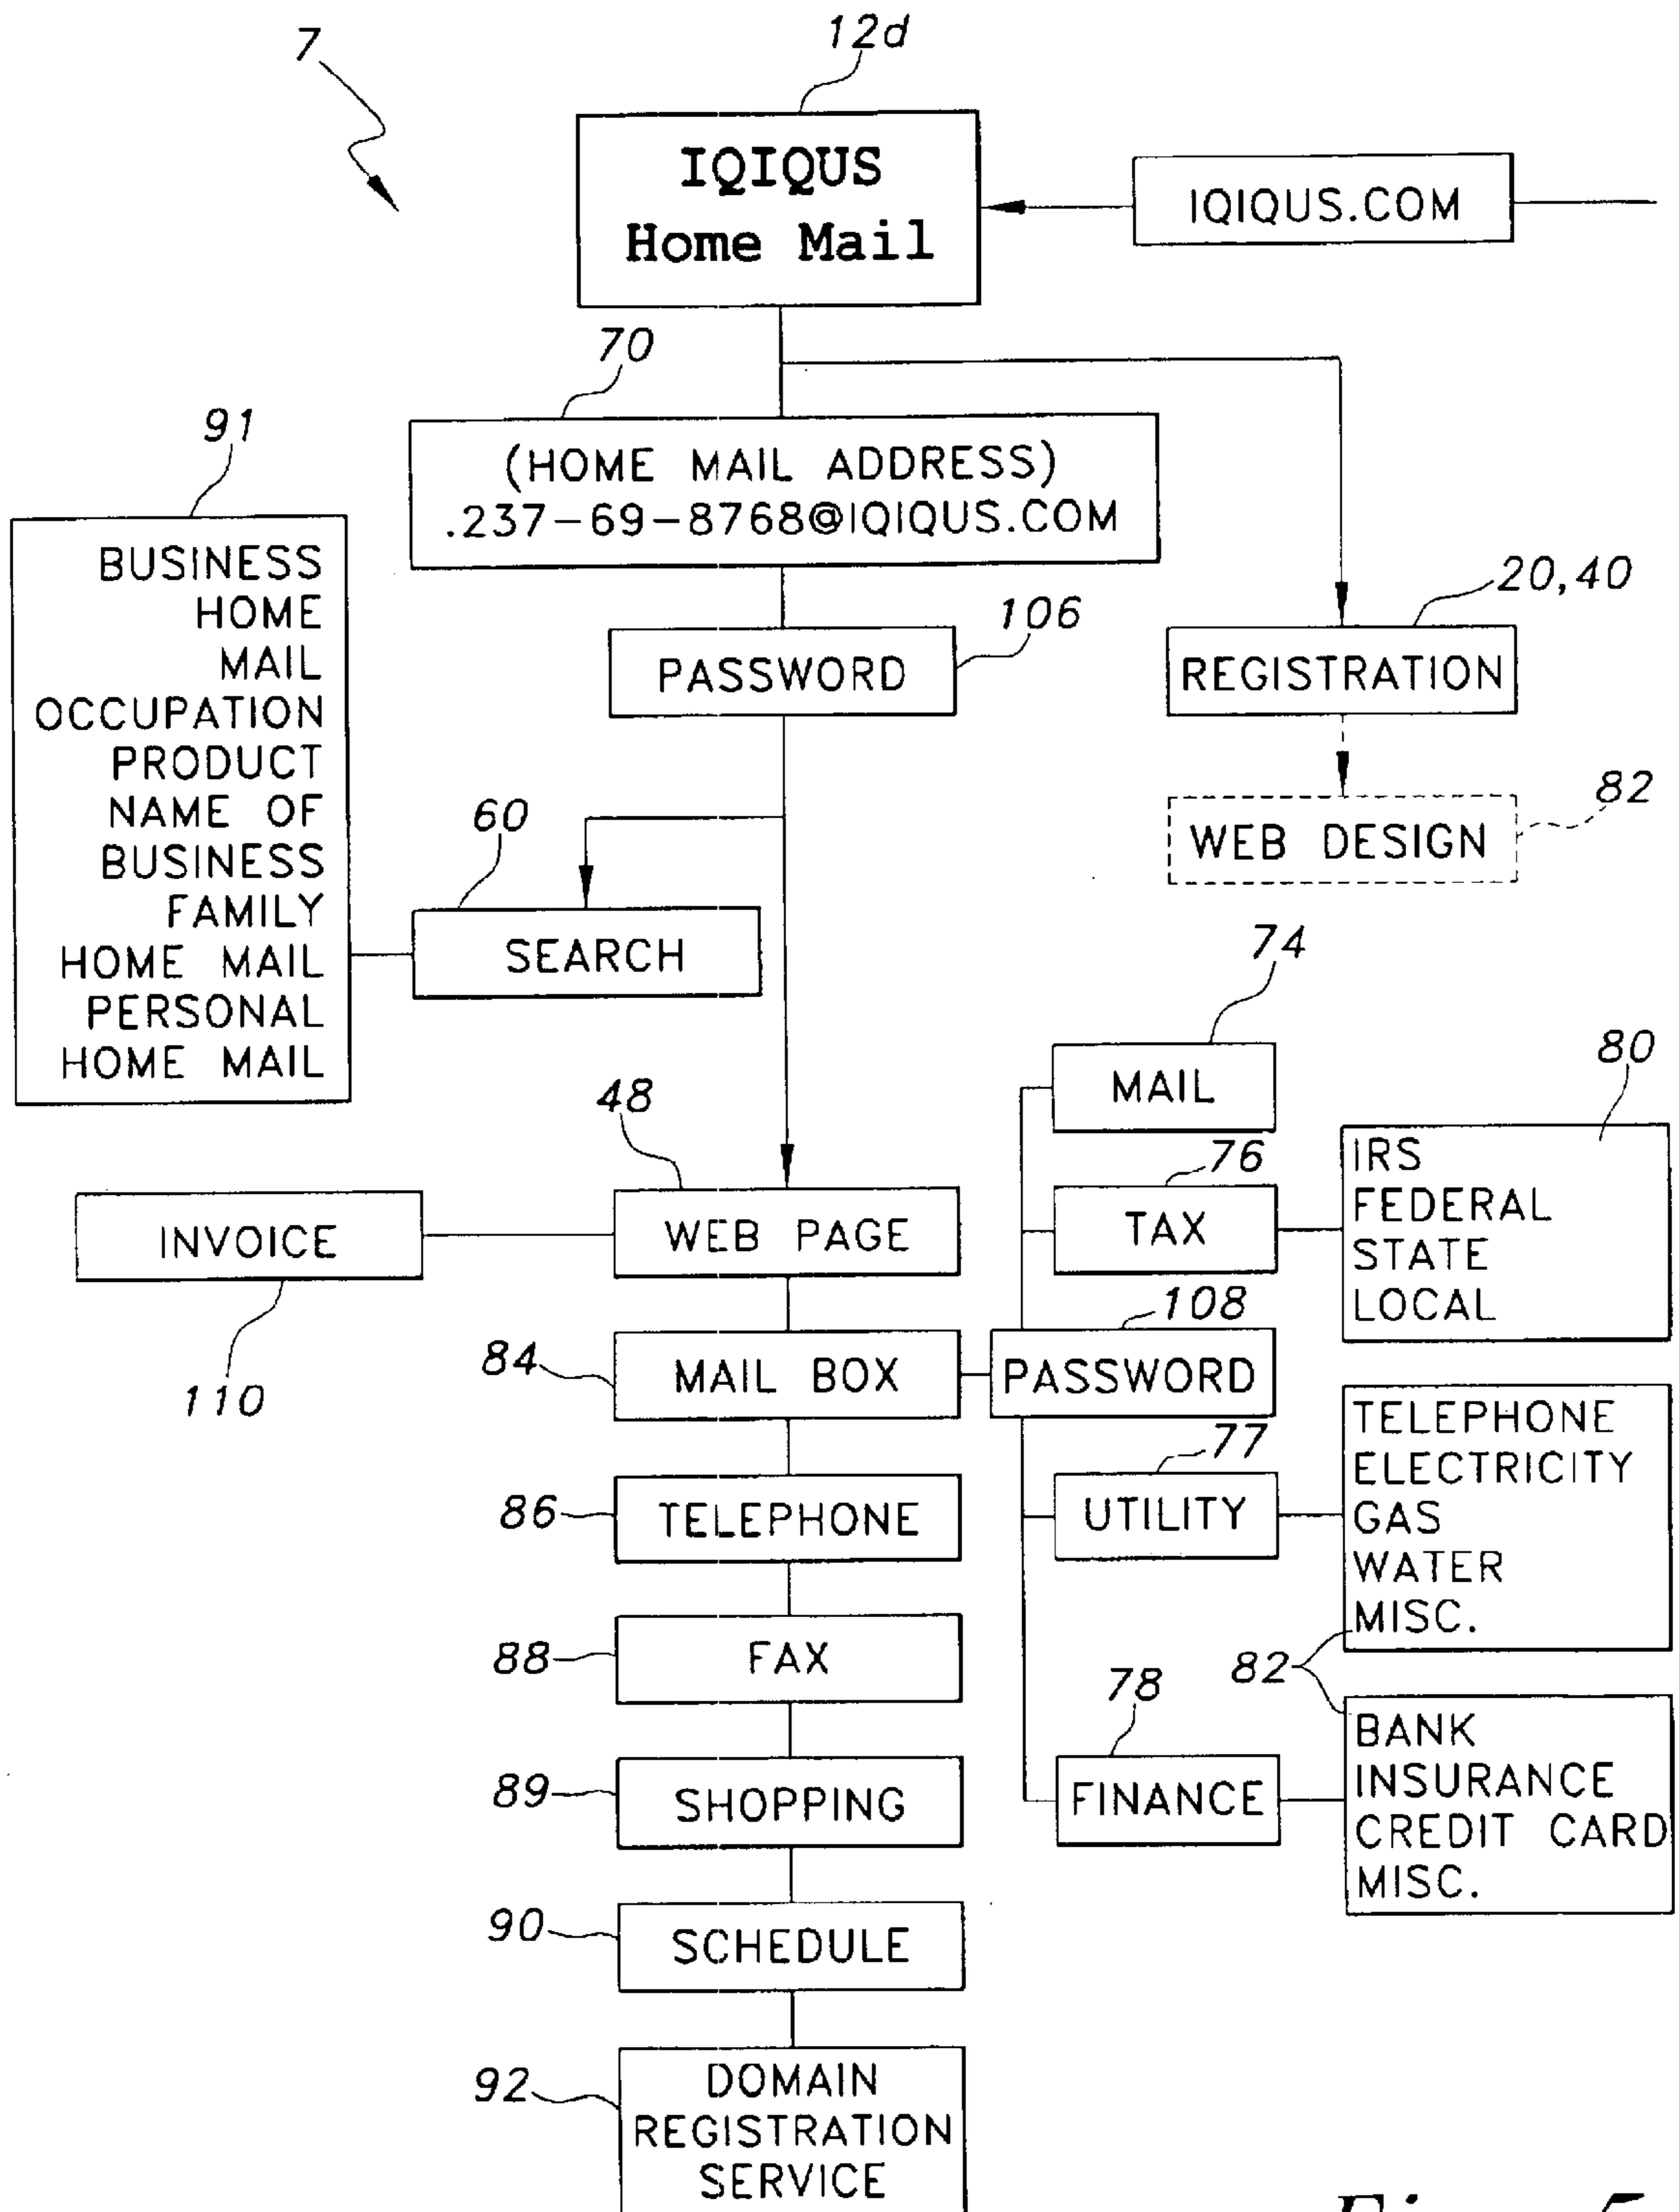 7
12d
IQIQUS
Home Mail
IQIQUS.COM
70
(HOME MAIL ADDRESS)
.237-69-8768@IQIQUS.COM
91
BUSINESS
HOME
MAIL
OCCUPATION
PRODUCT
NAME OF
BUSINESS
FAMILY
HOME MAIL
PERSONAL
HOME MAIL
106
PASSWORD
20,40
REGISTRATION
82
WEB DESIGN
60
SEARCH
74
MAIL
80
IRS
FEDERAL
STATE
LOCAL
76
TAX
48
WEB PAGE
INVOICE
110
84
MAIL BOX
108
PASSWORD
77
UTILITY
TELEPHONE
ELECTRICITY
GAS
WATER
MISC.
82
86
TELEPHONE
88
FAX
78
FINANCE
BANK
INSURANCE
CREDIT CARD
MISC.
89
SHOPPING
90
SCHEDULE
92
DOMAIN
REGISTRATION
SERVICE